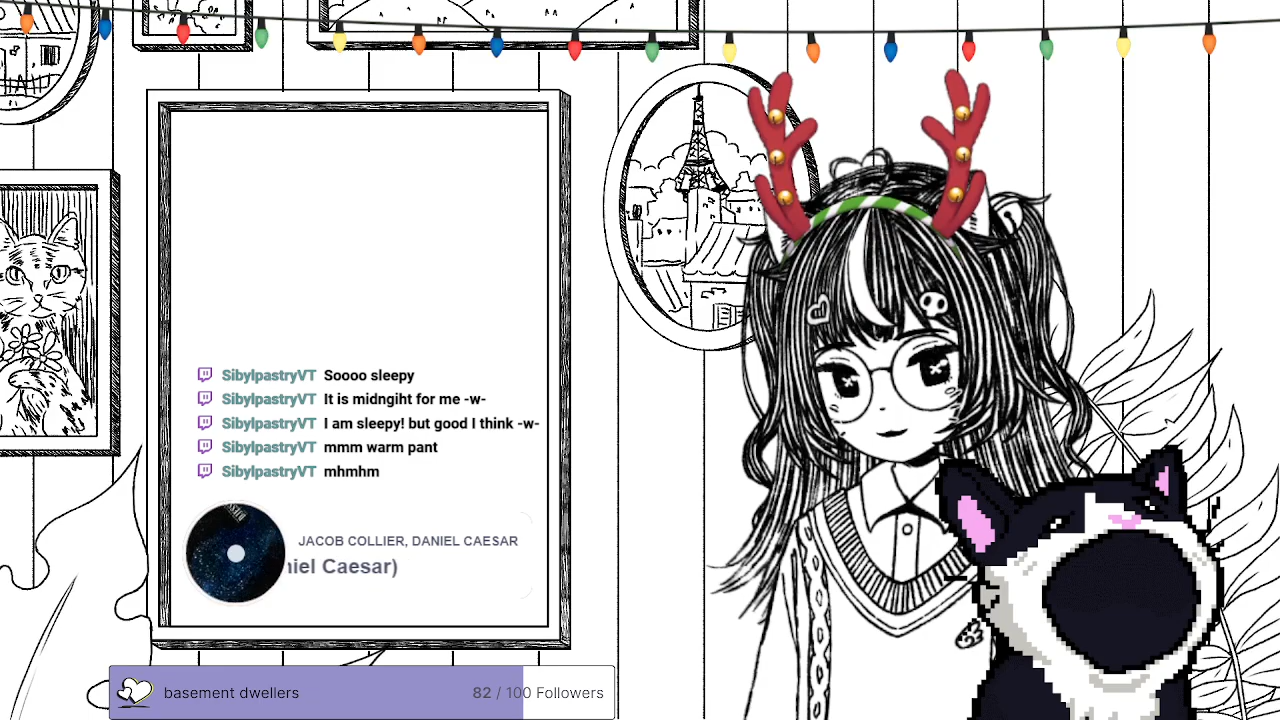 SibylpastryVT Soooo sleepy
SibylpastryVT It is midngiht for me -w-
SibylpastryVT I am sleepy! but good I think -w-
SibylpastryVT mmm warm pant
SibylpastryVT mhmhm
JACOB COLLIER, DANIEL CAESAR
niel Caesar)
basement dwellers 82 / 100 Followers